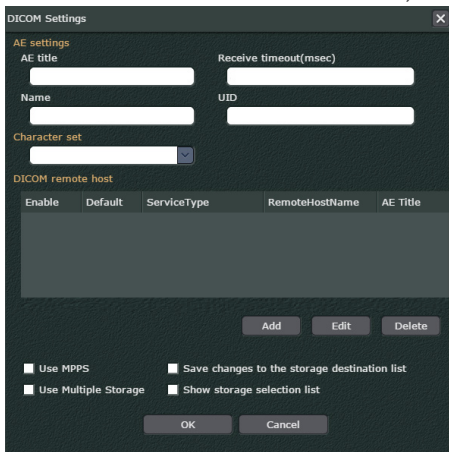 DICOM Settings
AE settings
AE title Receive timeout(msec)
Name UID
Character set
DICOM remote host
Enable Default ServiceType RemoteHostName AE Title
Add Edit Delete
Use MPPS Save changes to the storage destination list
Use Multiple Storage Show storage selection list
OK Cancel